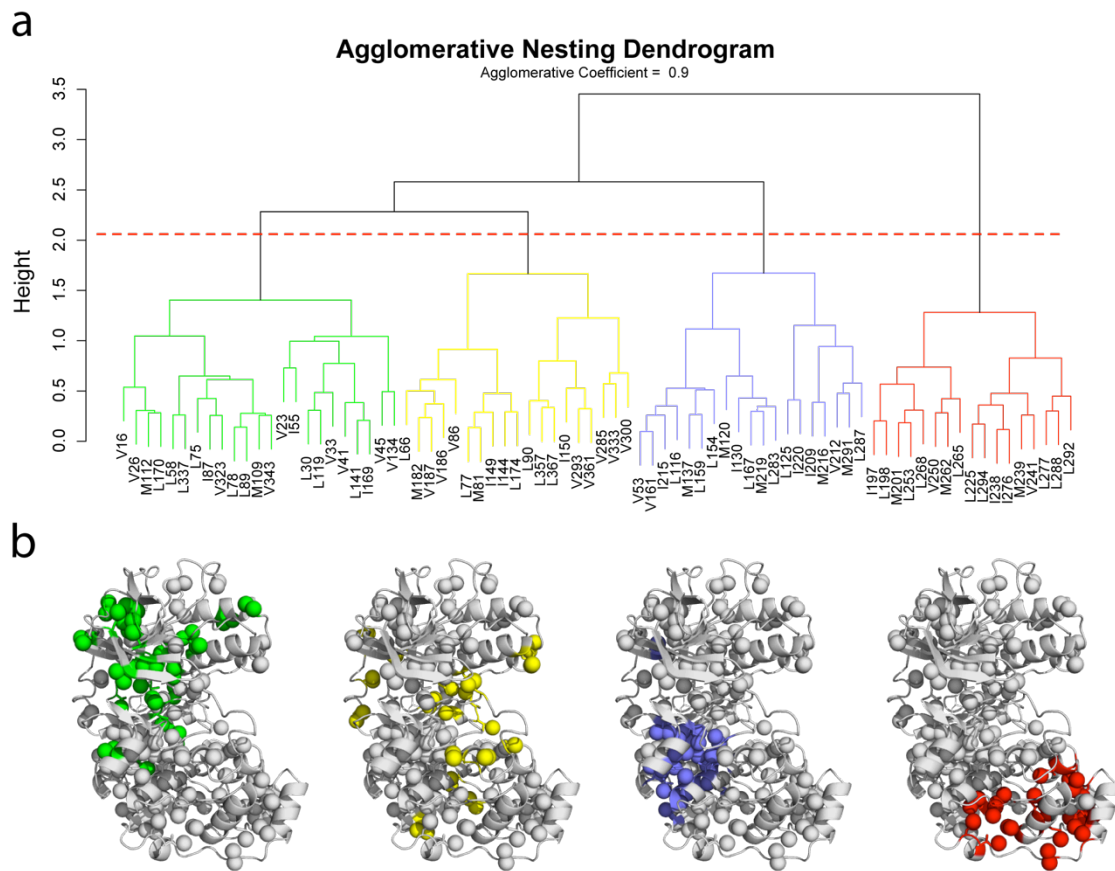 a
Agglomerative Nesting Dendrogram
Agglomerative Coefficient = 0.9
Height
3.5
3.0
2.5
2.0
1.5
1.0
0.5
0.0
V16
V26
M112
L170
L58
L338
L75
I87
V323
L78
L89
M109
V343
V23
I55
L30
L119
V33
V41
L141
I169
V45
V134
L66
M182
V187
V186
V86
L77
M81
I149
I144
L174
L90
L357
L367
I150
V293
V361
V285
V333
V300
V53
V161
I215
L116
M137
L159
L154
M120
I130
L167
M219
L283
L125
I220
I209
M216
V212
M291
L287
I197
L198
M201
L253
L268
V250
M262
L265
L225
L294
I238
I276
M239
V241
L277
L288
L292
b